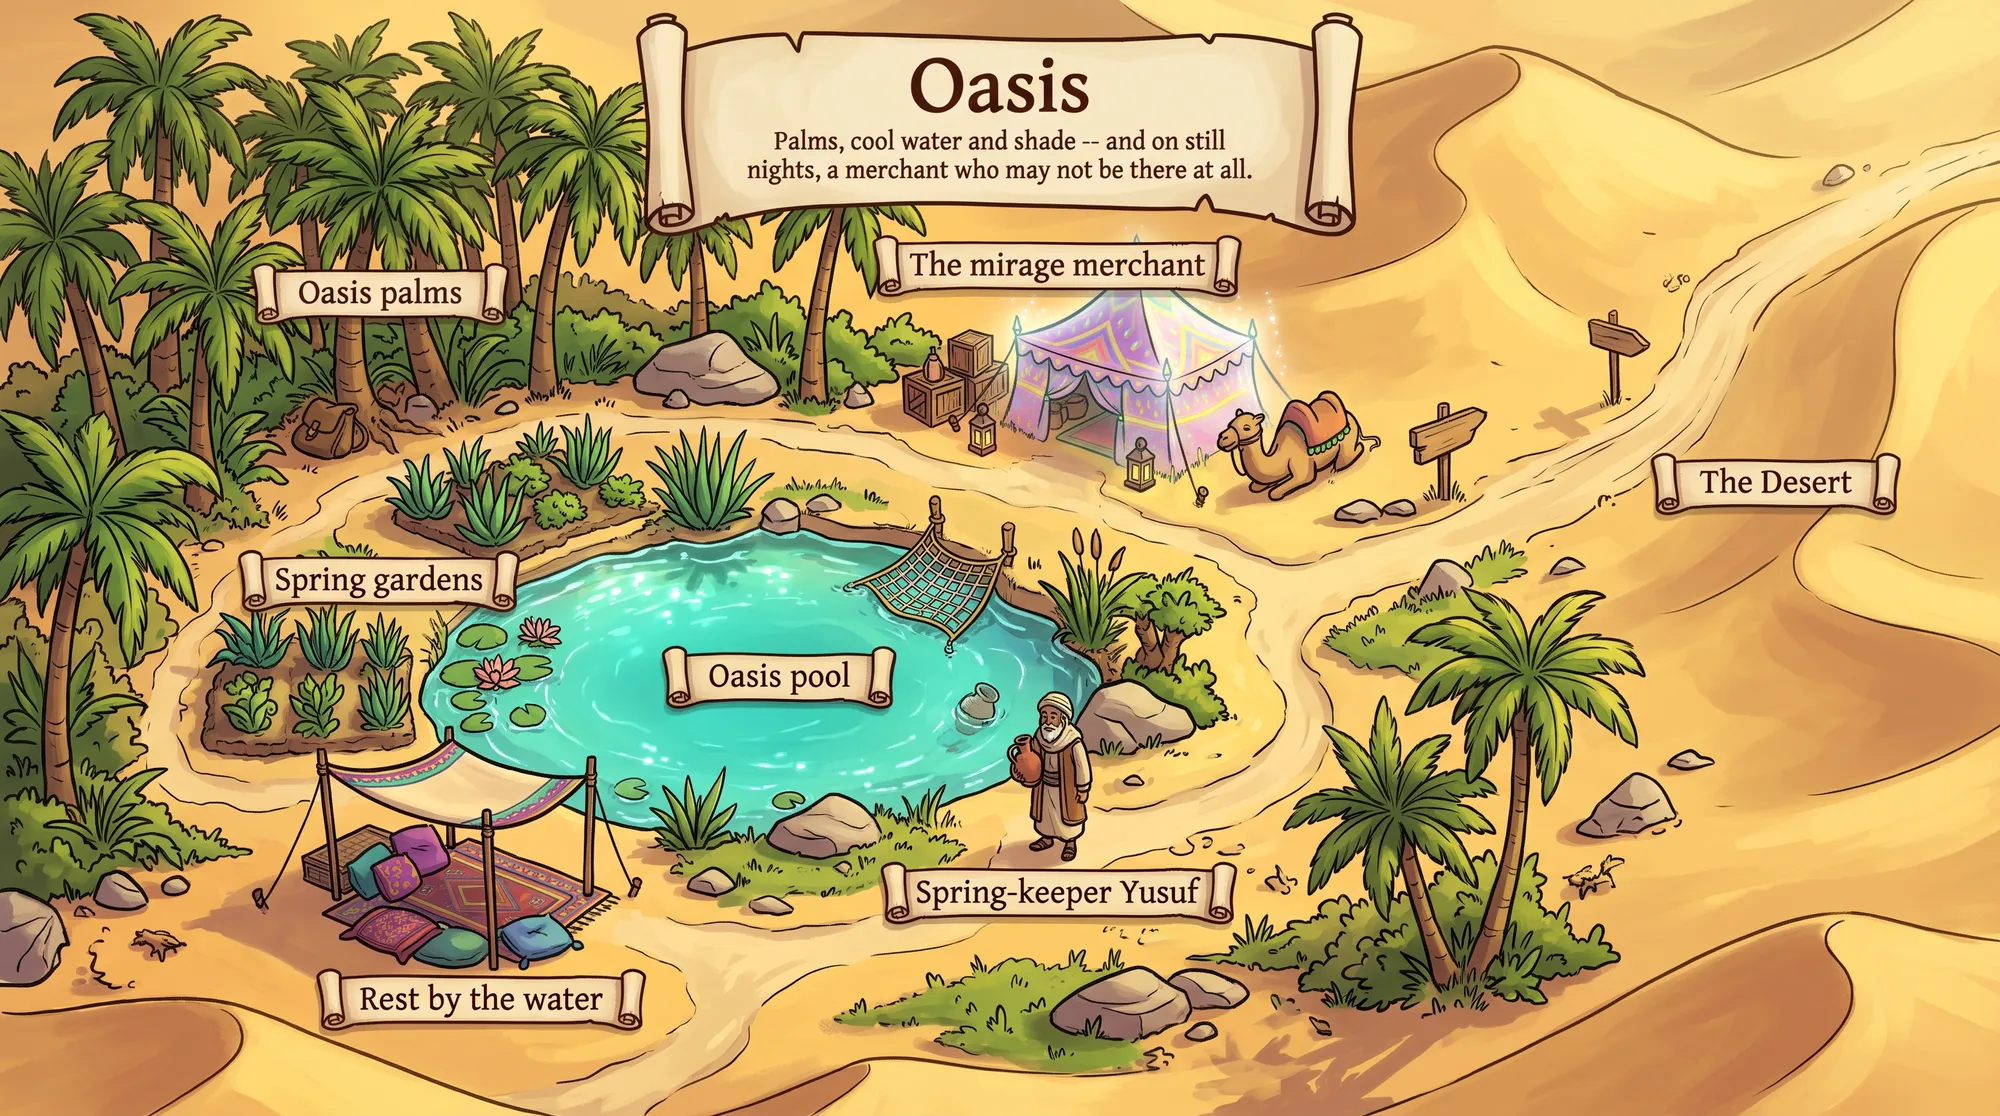 Oasis
Palms, cool water and shade -- and on still
nights, a merchant who may not be there at all.
The mirage merchant
Oasis palms
The Desert
Spring gardens
Oasis pool
Spring-keeper Yusuf
Rest by the water